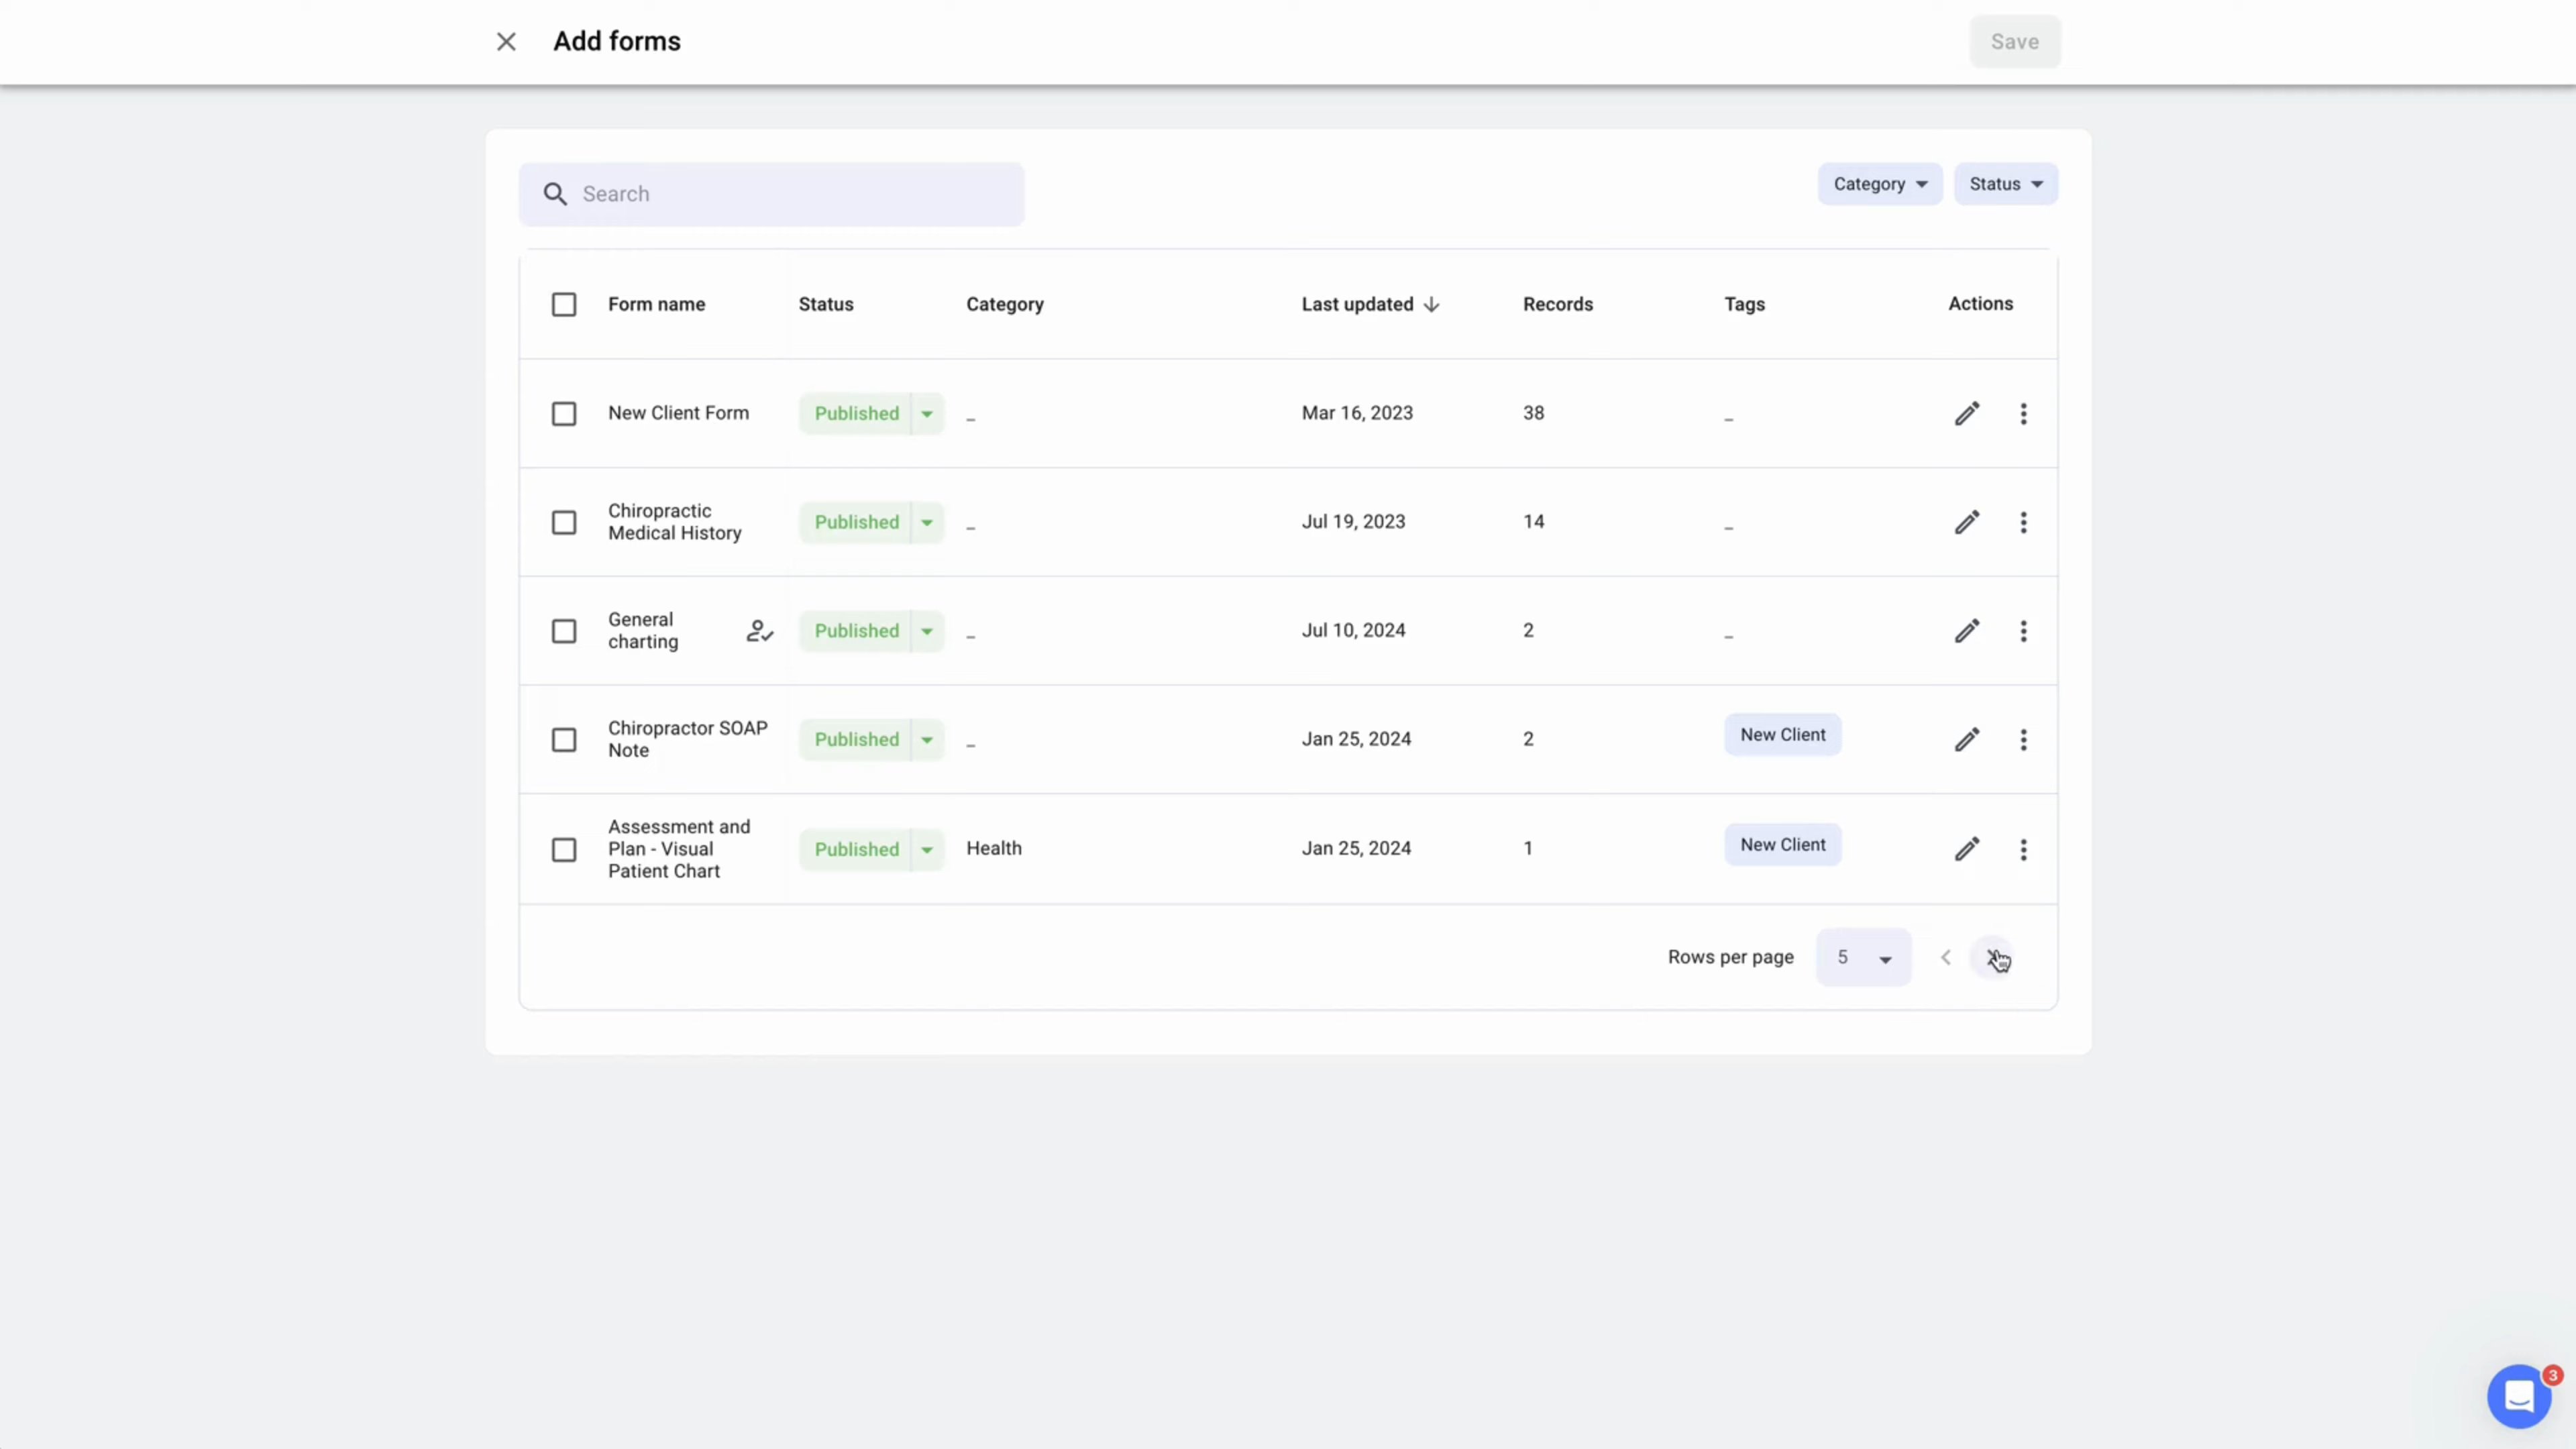 Add forms
Save
Search
Category
Status
Form name
Status
Category
Last updated
Records
Tags
Actions
New Client Form
Published
_
Mar 16, 2023
38
_
Chiropractic
Medical History
Published
_
Jul 19, 2023
14
_
General
charting
Published
_
Jul 10, 2024
2
_
Chiropractor SOAP
Note
Published
_
Jan 25, 2024
2
New Client
Assessment and
Plan - Visual
Patient Chart
Published
Health
Jan 25, 2024
1
New Client
Rows per page
5
3